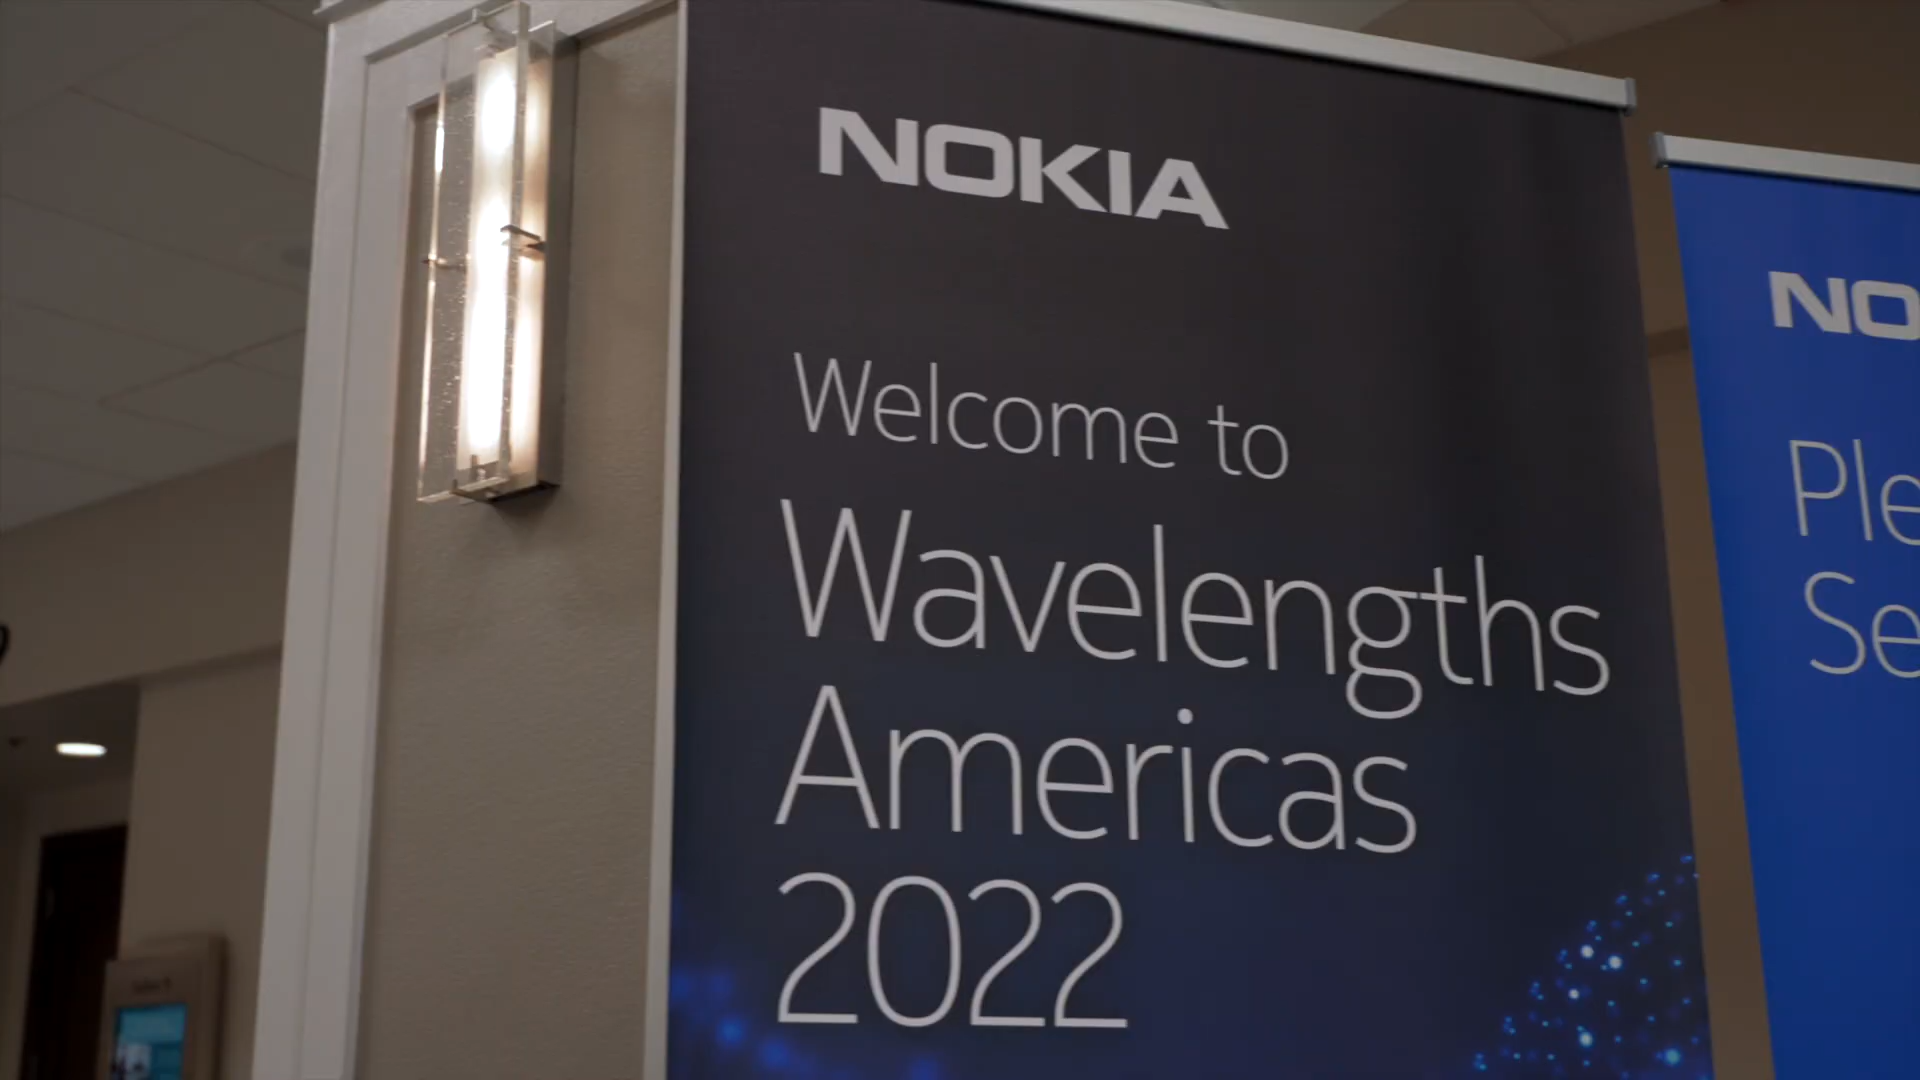 NOKIA
Welcome to
Wavelengths
Americas
2022
NO
Ple
Se